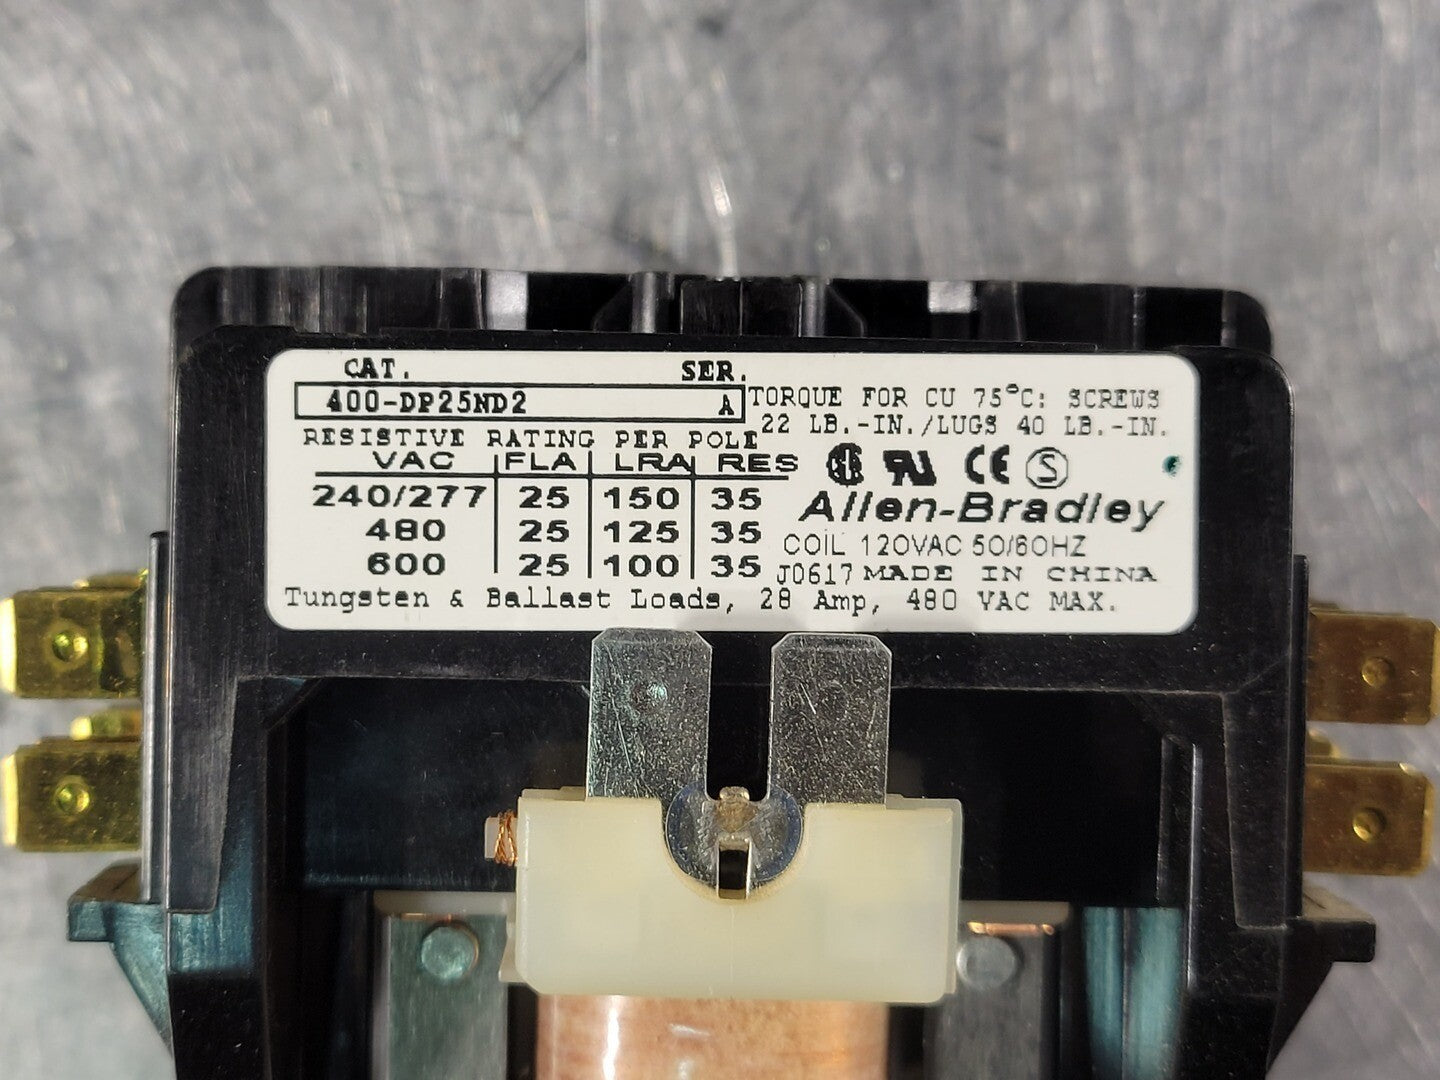 CAT. SER.
400-DP25ND2 A
TORQUE FOR CU 75°C: SCREWS
22 LB.-IN./LUGS 40 LB.-IN.
RESISTIVE RATING PER POLE
VAC FLA LRA RES
240/277 25 150 35
480 25 125 35
600 25 100 35
CE S
Allen-Bradley
COIL 120VAC 50/60HZ
J0617 MADE IN CHINA
Tungsten & Ballast Loads, 28 Amp, 480 VAC MAX.